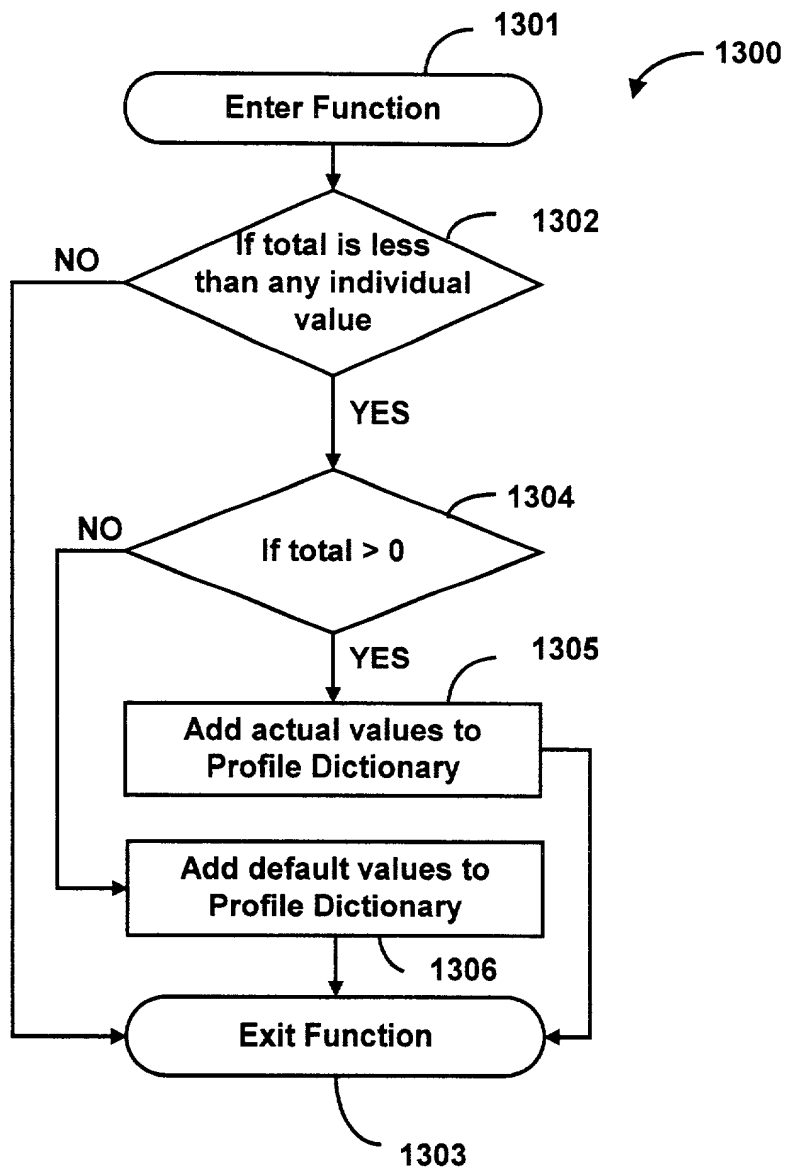 1301
1300
Enter Function
1302
If total is less
than any individual
value
NO
YES
1304
NO
If total > 0
YES
1305
Add actual values to
Profile Dictionary
Add default values to
Profile Dictionary
1306
Exit Function
1303